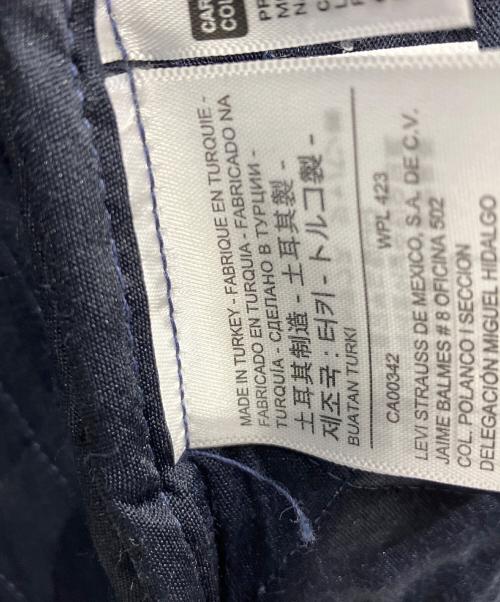 MADE IN TURKEY - FABRIQUE EN TURQUIE -
FABRICADO EN TURQUIA - FABRICADO NA
TURQUÍA - СДЕЛАНО В ТУРЦИИ -
土耳其制造 - 土耳其製 -
제조국 : 터키 - トルコ製 -
BUATAN TURKI
CA00342 WPL 423
LEVI STRAUSS DE MEXICO, S.A. DE C.V.
JAIME BALMES # 8 OFICINA 502
COL. POLANCO I SECCION
DELEGACIÓN MIGUEL HIDALGO